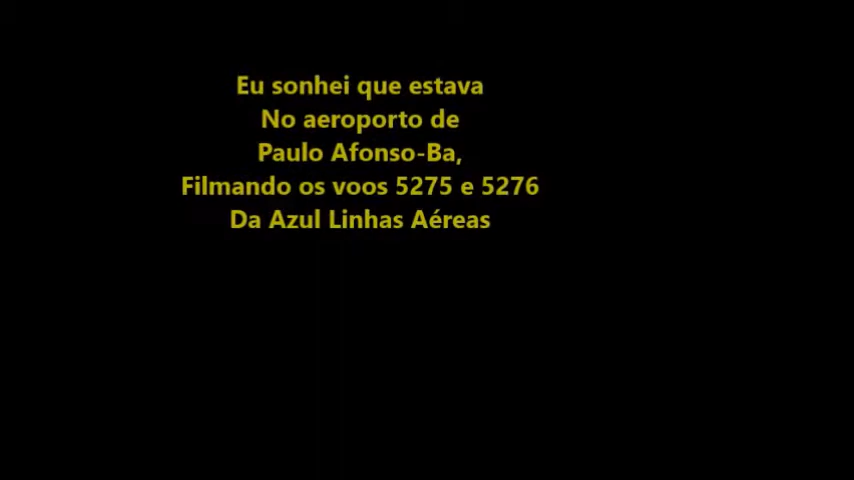 Eu sonhei que estava
No aeroporto de
Paulo Afonso-Ba,
Filmando os voos 5275 e 5276
Da Azul Linhas Aéreas